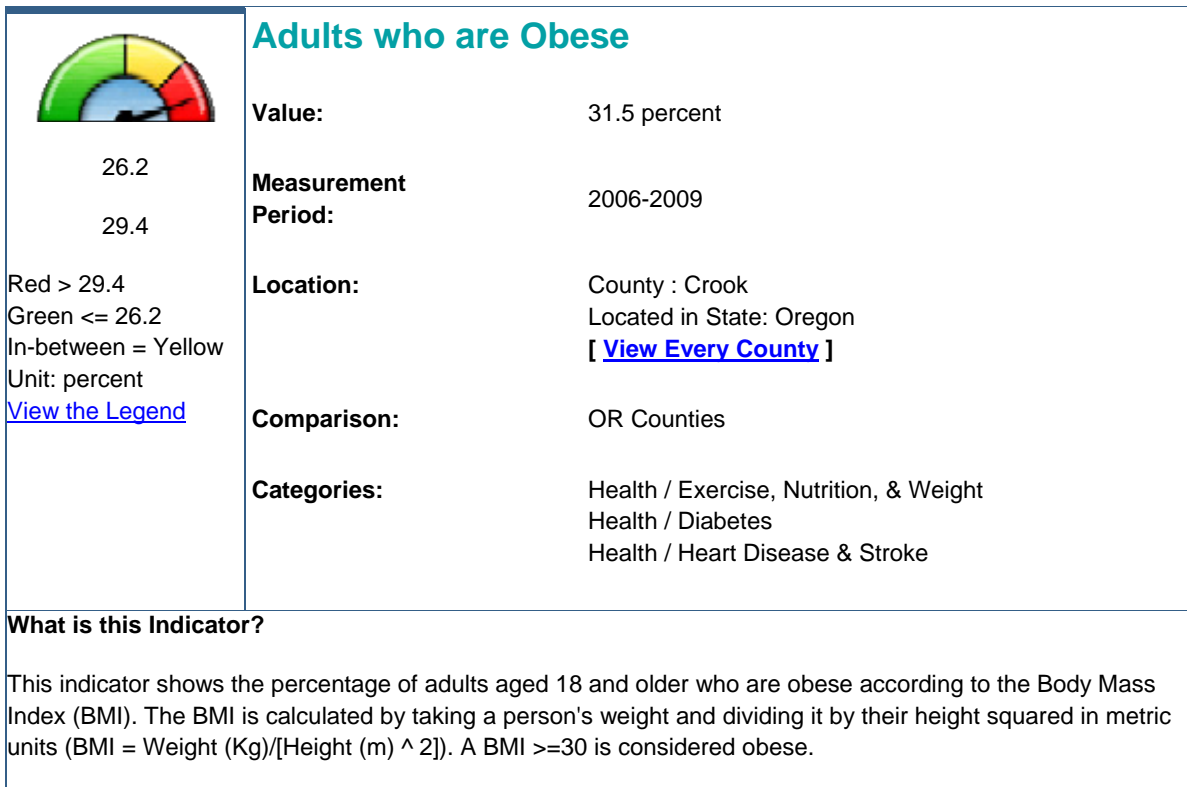 Adults who are Obese
26.2
29.4
Red > 29.4
Green <= 26.2
In-between = Yellow
Unit: percent
View the Legend
Value: 31.5 percent
Measurement
Period: 2006-2009
Location: County : Crook
Located in State: Oregon
[ View Every County ]
Comparison: OR Counties
Categories: Health / Exercise, Nutrition, & Weight
Health / Diabetes
Health / Heart Disease & Stroke
What is this Indicator?
This indicator shows the percentage of adults aged 18 and older who are obese according to the Body Mass
Index (BMI). The BMI is calculated by taking a person's weight and dividing it by their height squared in metric
units (BMI = Weight (Kg)/[Height (m) ^ 2]). A BMI >=30 is considered obese.